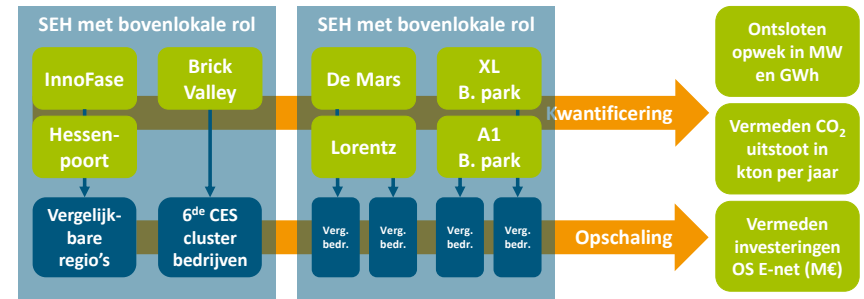 SEH met bovenlokale rol
InnoFase
Brick
Valley
Hessen-
poort
Vergelijk-
bare
regio's
6de CES
cluster
bedrijven
SEH met bovenlokale rol
De Mars
XL
B. park
Lorentz
A1
B. park
Verg.
bedr.
Verg.
bedr.
Verg.
bedr.
Verg.
bedr.
Kwantificering
Opschaling
Ontsloten
opwek in MW
en GWh
Vermeden CO2
uitstoot in
kton per jaar
Vermeden
investeringen
OS E-net (M€)